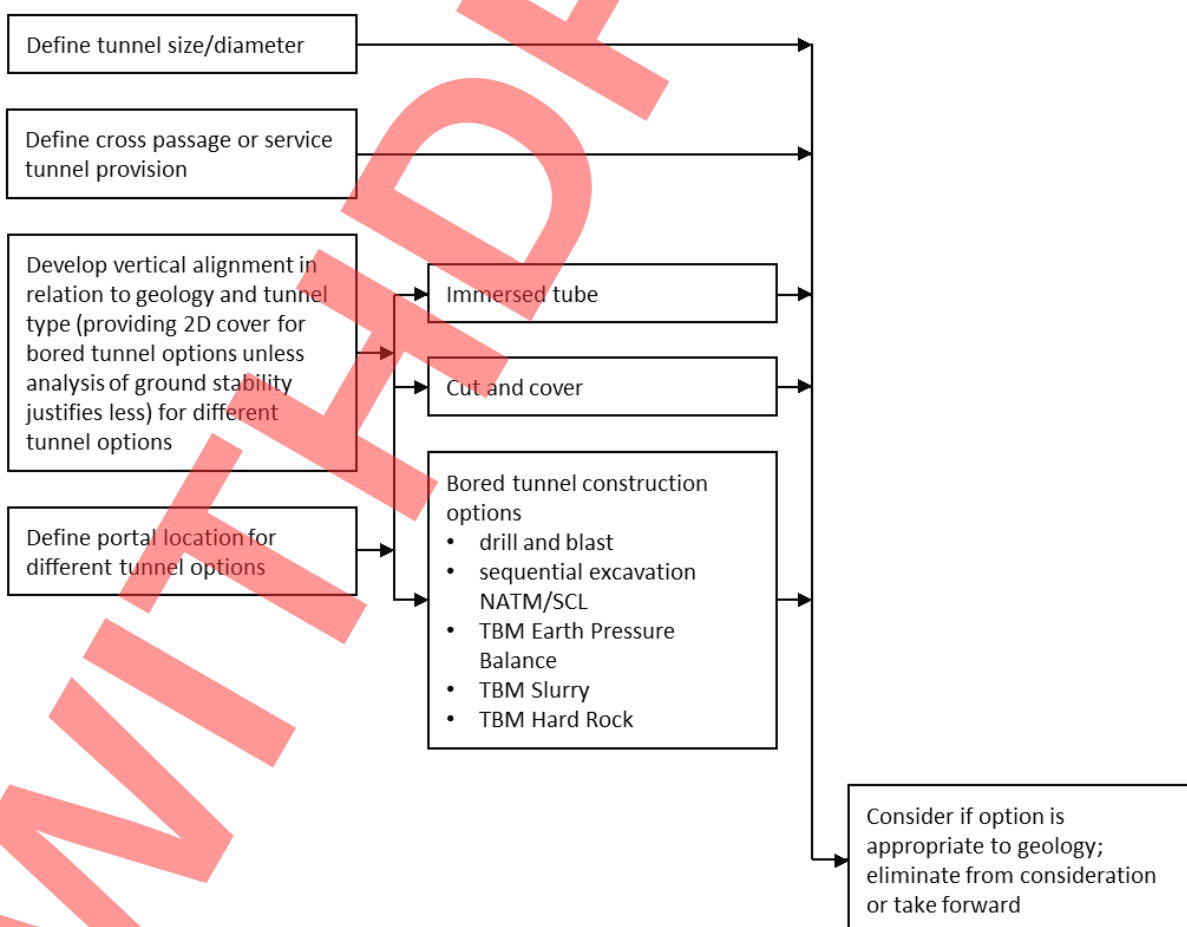 Define tunnel size/diameter
Define cross passage or service
tunnel provision
Develop vertical alignment in
relation to geology and tunnel
type (providing 2D cover for
bored tunnel options unless
analysis of ground stability
justifies less) for different
tunnel options
Define portal location for
different tunnel options
Immersed tube
Cut and cover
Bored tunnel construction
options
• drill and blast
• sequential excavation
NATM/SCL
• TBM Earth Pressure
Balance
• TBM Slurry
• TBM Hard Rock
Consider if option is
appropriate to geology;
eliminate from consideration
or take forward
WITHDR